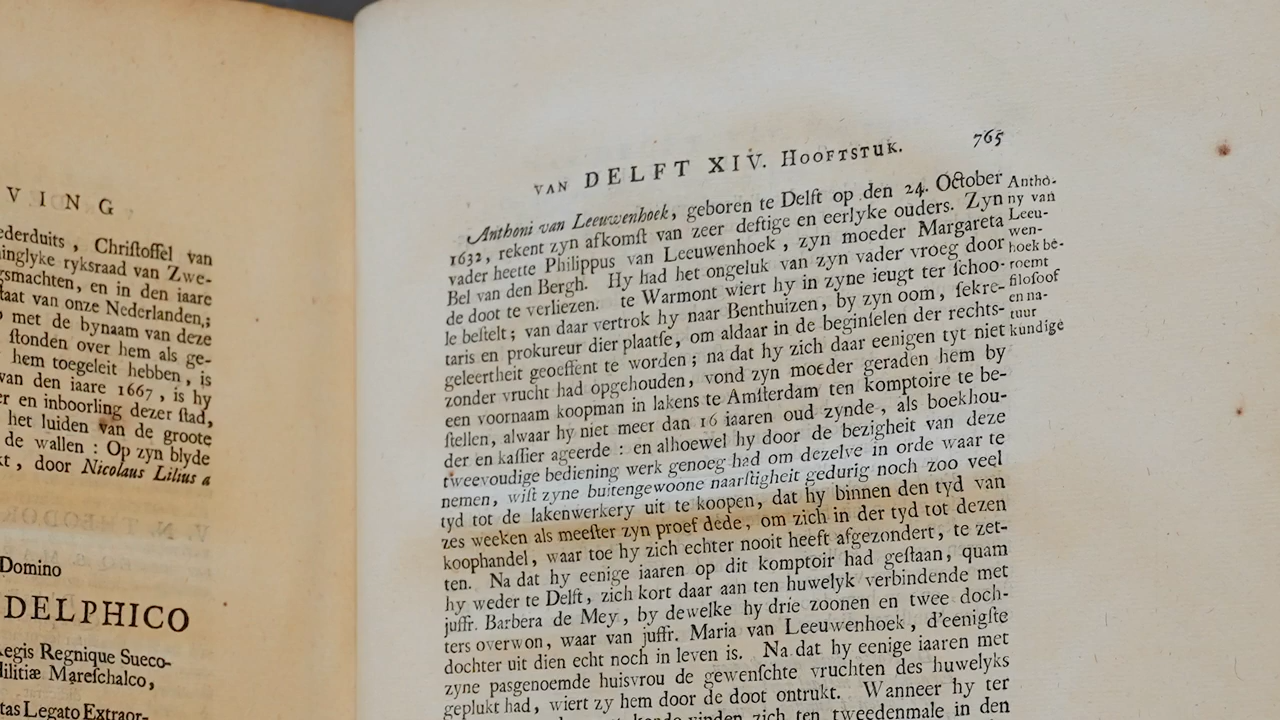 VING
ederduits, Chriſtoffel van
inglyke ryksraad van Zwe-
gsmachten, en in den iaare
ſtaat van onze Nederlanden,;
met de bynaam van deze
ſtonden over hem als ge-
hem toegeleit hebben, is
van den iaare 1667, is hy
er en inboorling dezer ſtad,
het luiden van de groote
de wallen: Op zyn blyde
kt, door Nicolaus Lilius a
Domino
DELPHICO
Regis Regnique Sueco-
Militiæ Mareſchalco,
tas Legato Extraor-
VAN DELFT XIV. HOOFTSTUK. 765
Anthoni van Leeuwenhoek, geboren te Delft op den 24. October
1632, rekent zyn afkomſt van zeer deftige en eerlyke ouders. Zyn
vader heette Philippus van Leeuwenhoek, zyn moeder Margareta
Bel van den Bergh. Hy had het ongeluk van zyn vader vroeg door
de doot te verliezen. te Warmont wiert hy in zyne ieugt ter ſchoo-
le beſtelt; van daar vertrok hy naar Benthuizen, by zyn oom, ſekre-
taris en prokureur dier plaatſe, om aldaar in de beginſelen der rechts-
geleertheit geoeffent te worden; na dat hy zich daar eenigen tyt niet
zonder vrucht had opgehouden, vond zyn moeder geraden hem by
een voornaam koopman in lakens te Amſterdam ten komptoire te be-
ſtellen, alwaar hy niet meer dan 16 iaaren oud zynde, als boekhou-
der en kaſſier ageerde: en alhoewel hy door de bezigheit van deze
tweevoudige bediening werk genoeg had om dezelve in orde waar te
nemen, wiſt zyne buitengewoone naarſtigheit gedurig noch zoo veel
tyd tot de lakenwerkery uit te koopen, dat hy binnen den tyd van
zes weeken als meeſter zyn proef dede, om zich in der tyd tot dezen
koophandel, waar toe hy zich echter nooit heeft afgezondert, te zet-
ten. Na dat hy eenige iaaren op dit komptoir had geſtaan, quam
hy weder te Delft, zich kort daar aan ten huwelyk verbindende met
juffr. Barbera de Mey, by dewelke hy drie zoonen en twee doch-
ters overwon, waar van juffr. Maria van Leeuwenhoek, d'eenigſte
dochter uit dien echt noch in leven is. Na dat hy eenige iaaren met
zyne pasgenoemde huisvrou de gewenſchte vruchten des huwelyks
geplukt had, wiert zy hem door de doot ontrukt. Wanneer hy ter
vinden zich ten tweedenmale in den
Antho-
ny van
Leeu-
wen-
hoek be-
roemt
filoſoof
en na-
tuur
kundige